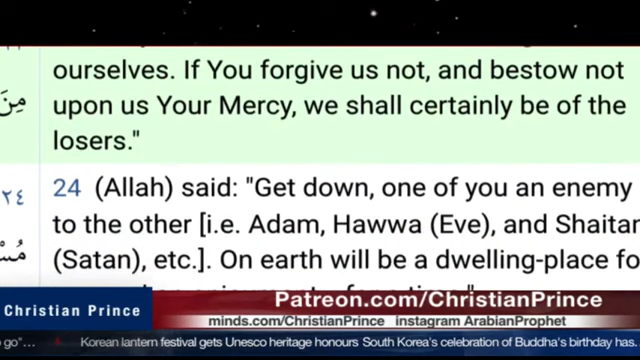 ourselves. If You forgive us not, and bestow not
upon us Your Mercy, we shall certainly be of the
losers."
مِنَ
٢٤
24 (Allah) said: "Get down, one of you an enemy
to the other [i.e. Adam, Hawwa (Eve), and Shaitan
(Satan), etc.]. On earth will be a dwelling-place fo
Christian Prince
Patreon.com/ChristianPrince
minds.com/ChristianPrince instagram ArabianProphet
o go"... Korean lantern festival gets Unesco heritage honours South Korea's celebration of Buddha's birthday has.